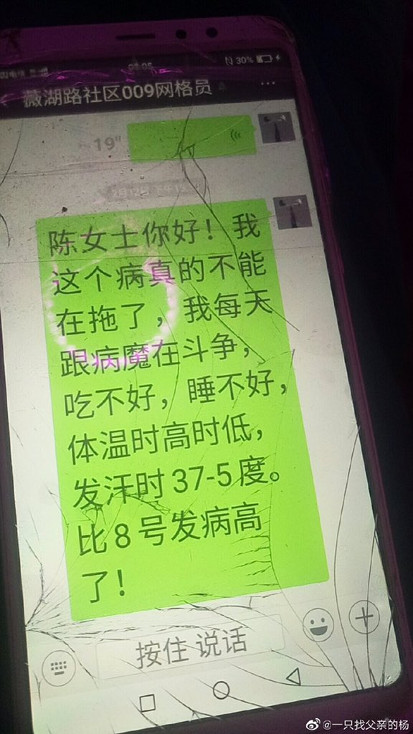 30%
薇湖路社区009网格员
19"
陈女士你好！我
这个病真的不能
在拖了，我每天
跟病魔在斗争，
吃不好，睡不好，
体温时高时低，
发汗时37-5度。
比8号发病高
了！
按住 说话
@一只找父亲的杨